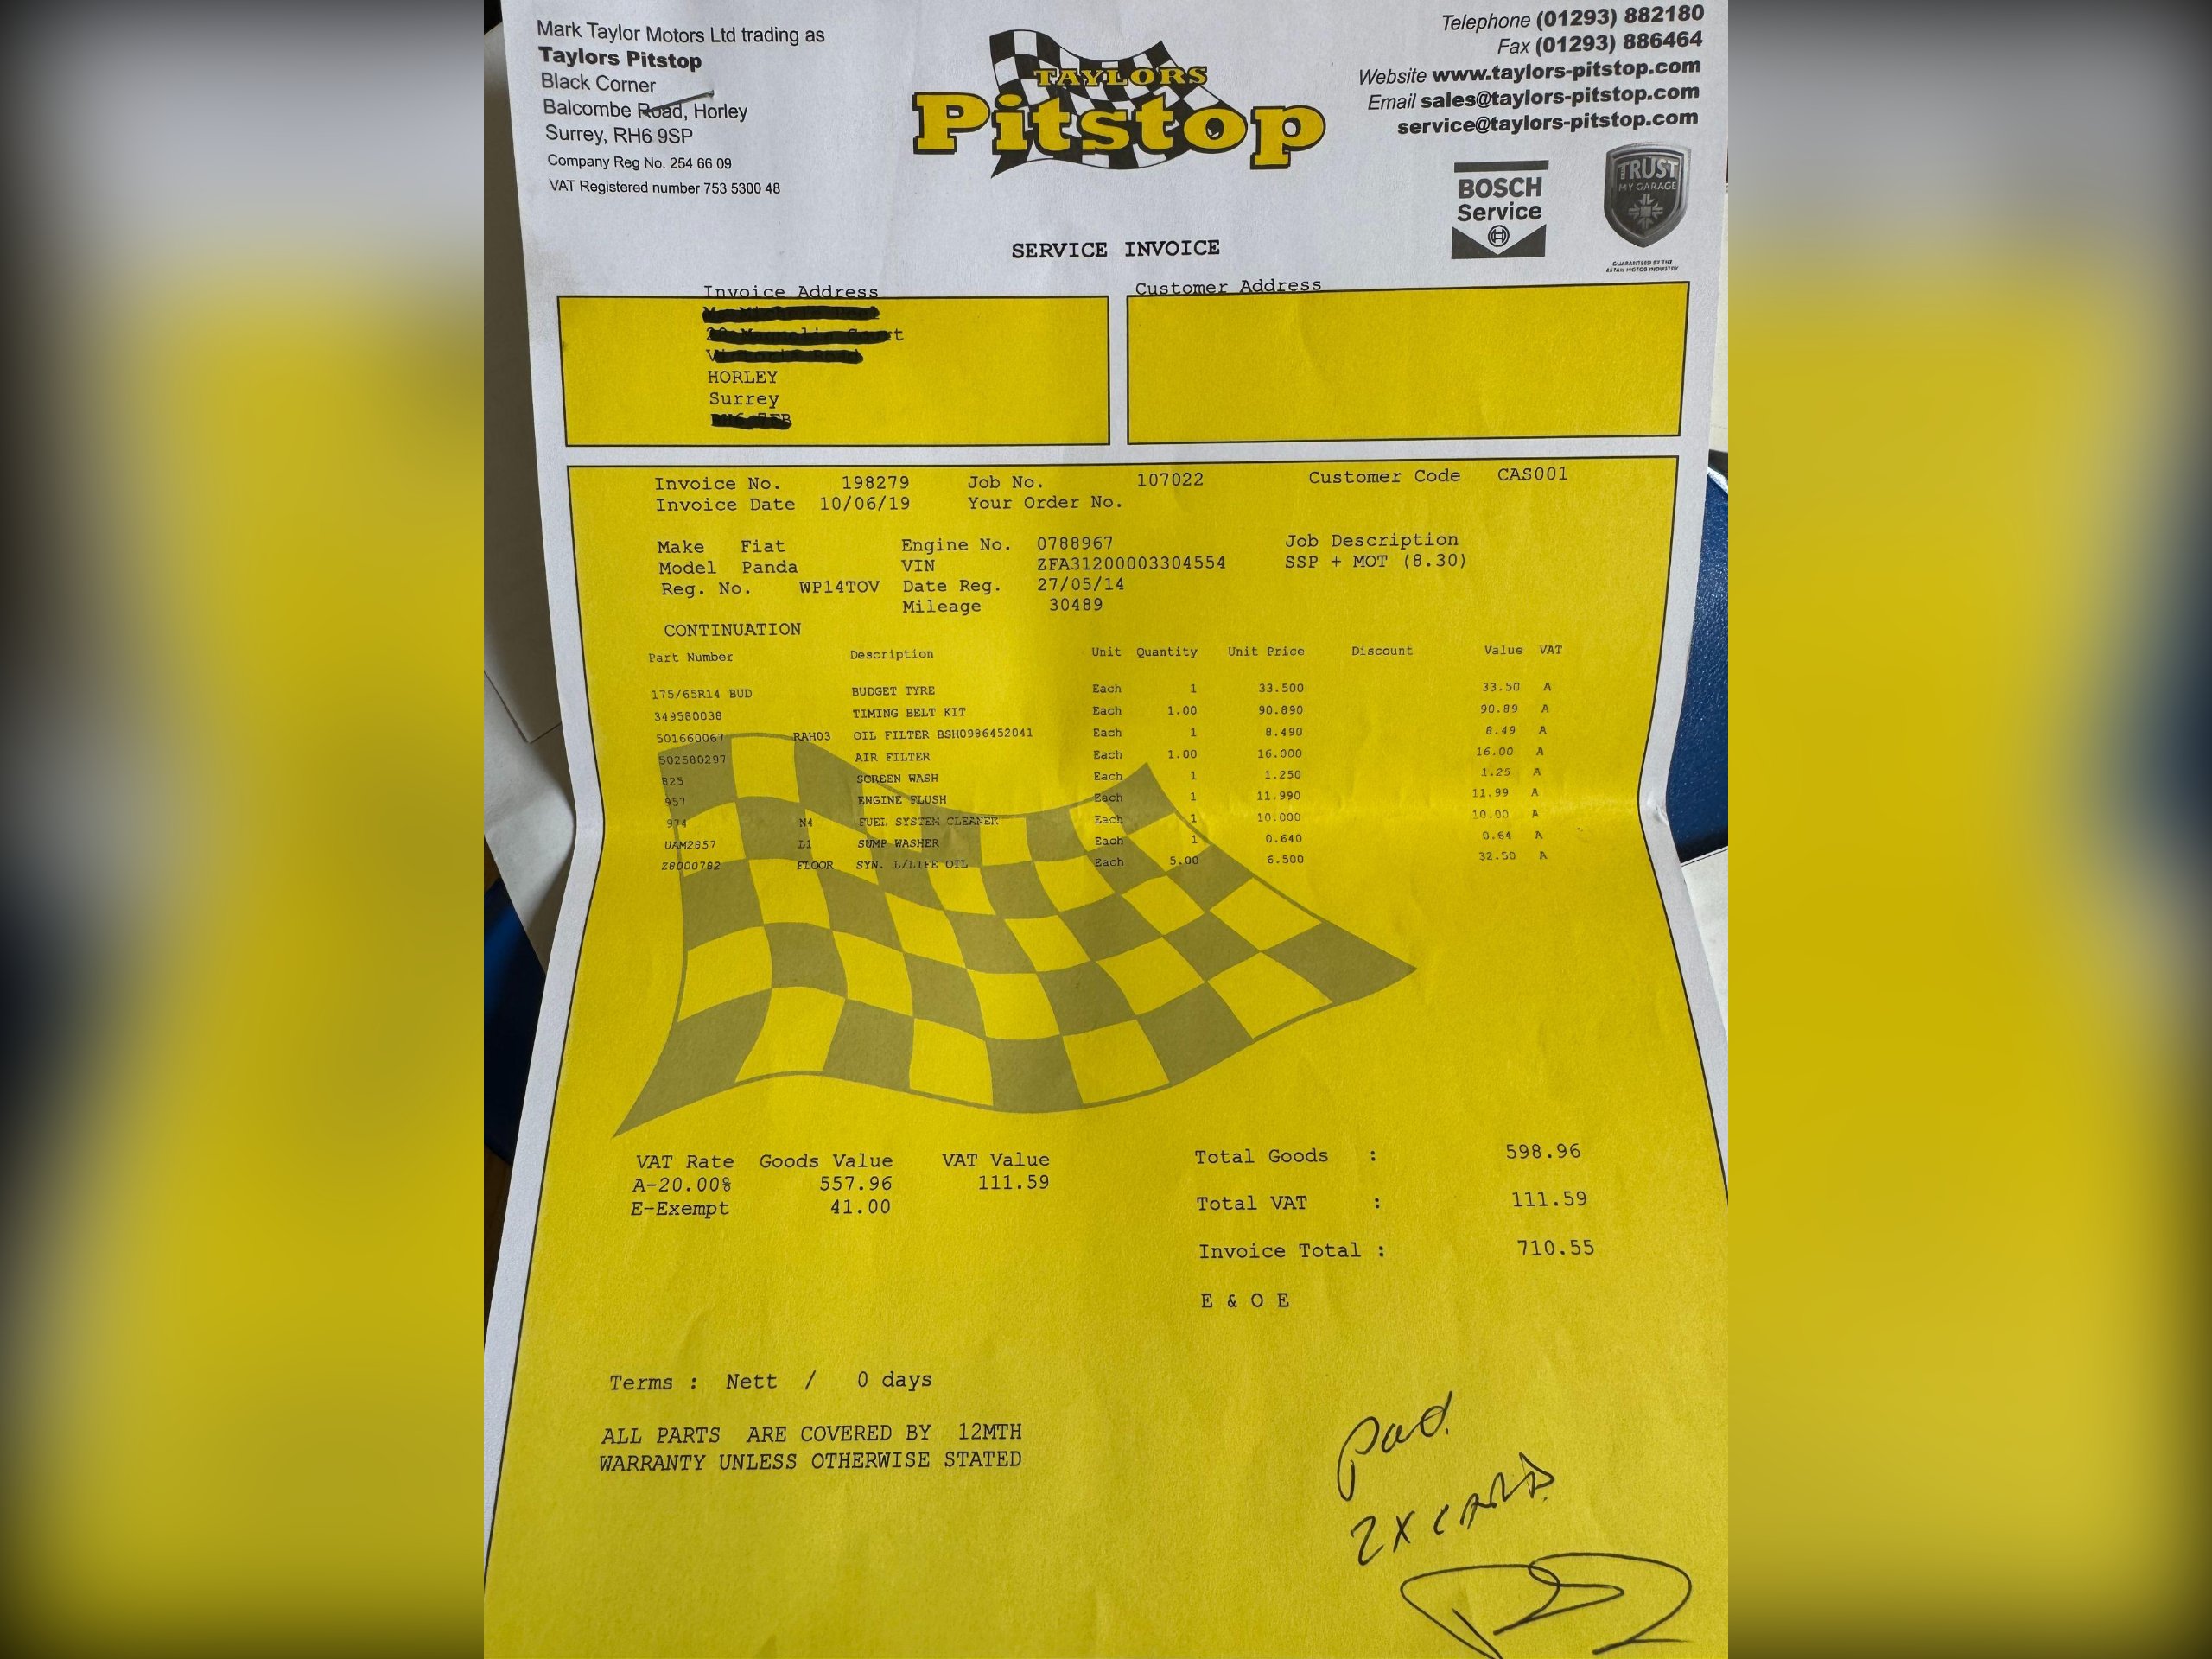 Mark Taylor Motors Ltd trading as
Taylors Pitstop
Black Corner
Balcombe Road, Horley
Surrey, RH6 9SP
Company Reg No. 254 66 09
VAT Registered number 753 5300 48
TAYLORS
Pitstop
Telephone (01293) 882180
Fax (01293) 886464
Website www.taylors-pitstop.com
Email sales@taylors-pitstop.com
service@taylors-pitstop.com
BOSCH
Service
TRUST
MY GARAGE
GUARANTEED BY THE
RETAIL MOTOR INDUSTRY
SERVICE INVOICE
Invoice Address
HORLEY
Surrey
Customer Address
Invoice No. 198279 Job No. 107022 Customer Code CAS001
Invoice Date 10/06/19 Your Order No.
Make Fiat Engine No. 0788967 Job Description
Model Panda VIN ZFA31200003304554 SSP + MOT (8.30)
Reg. No. WP14TOV Date Reg. 27/05/14
Mileage 30489
CONTINUATION
Part Number Description Unit Quantity Unit Price Discount Value VAT
175/65R14 BUD BUDGET TYRE Each 1 33.500 33.50 A
349580038 TIMING BELT KIT Each 1.00 90.890 90.89 A
501660067 RAH03 OIL FILTER BSH0986452041 Each 1 8.490 8.49 A
502580297 AIR FILTER Each 1.00 16.000 16.00 A
825 SCREEN WASH Each 1 1.250 1.25 A
957 ENGINE FLUSH Each 1 11.990 11.99 A
974 N4 FUEL SYSTEM CLEANER Each 1 10.000 10.00 A
UAM2857 L1 SUMP WASHER Each 1 0.640 0.64 A
Z8000782 FLOOR SYN. L/LIFE OIL Each 5.00 6.500 32.50 A
VAT Rate Goods Value VAT Value
A-20.00% 557.96 111.59
E-Exempt 41.00
Total Goods : 598.96
Total VAT : 111.59
Invoice Total : 710.55
E & O E
Terms : Nett / 0 days
ALL PARTS ARE COVERED BY 12MTH
WARRANTY UNLESS OTHERWISE STATED
paid
2X CARD